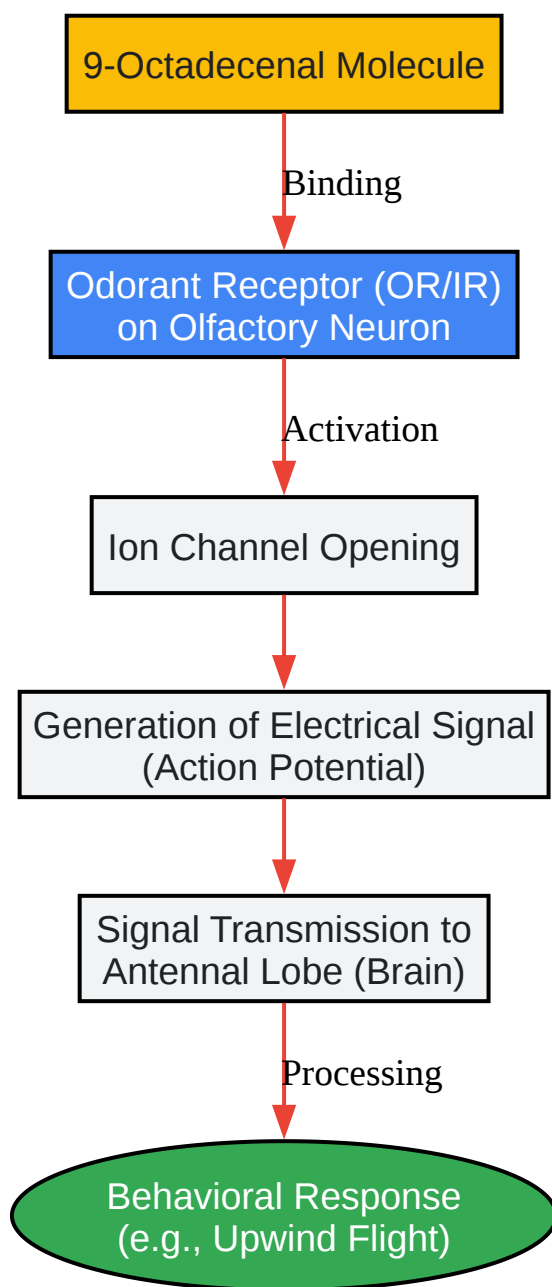 9-Octadecenal Molecule
Binding
Odorant Receptor (OR/IR)
on Olfactory Neuron
Activation
Ion Channel Opening
Generation of Electrical Signal
(Action Potential)
Signal Transmission to
Antennal Lobe (Brain)
Processing
Behavioral Response
(e.g., Upwind Flight)